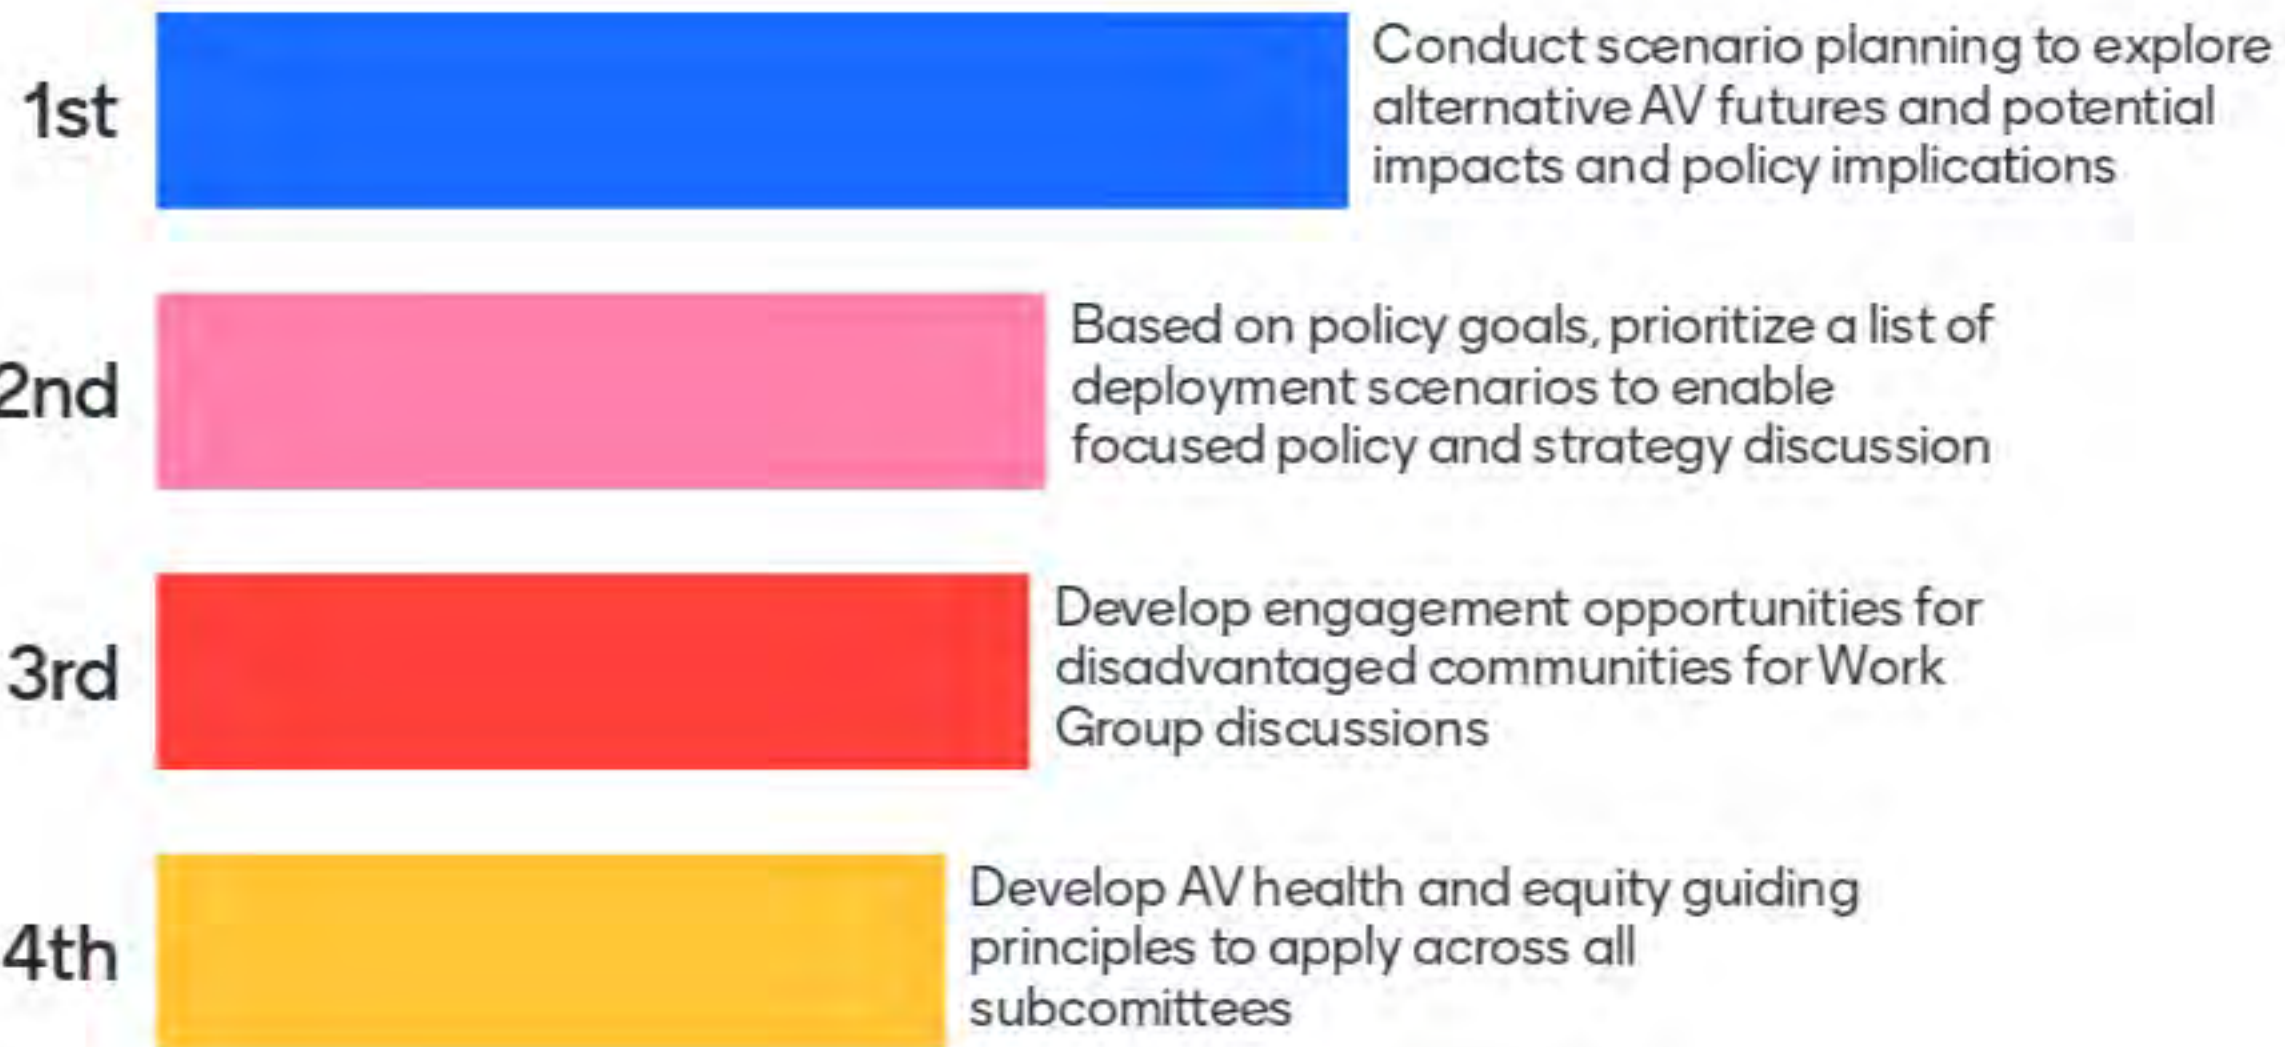 1st
Conduct scenario planning to explore
alternative AV futures and potential
impacts and policy implications
2nd
Based on policy goals, prioritize a list of
deployment scenarios to enable
focused policy and strategy discussion
3rd
Develop engagement opportunities for
disadvantaged communities for Work
Group discussions
4th
Develop AV health and equity guiding
principles to apply across all
subcomittees